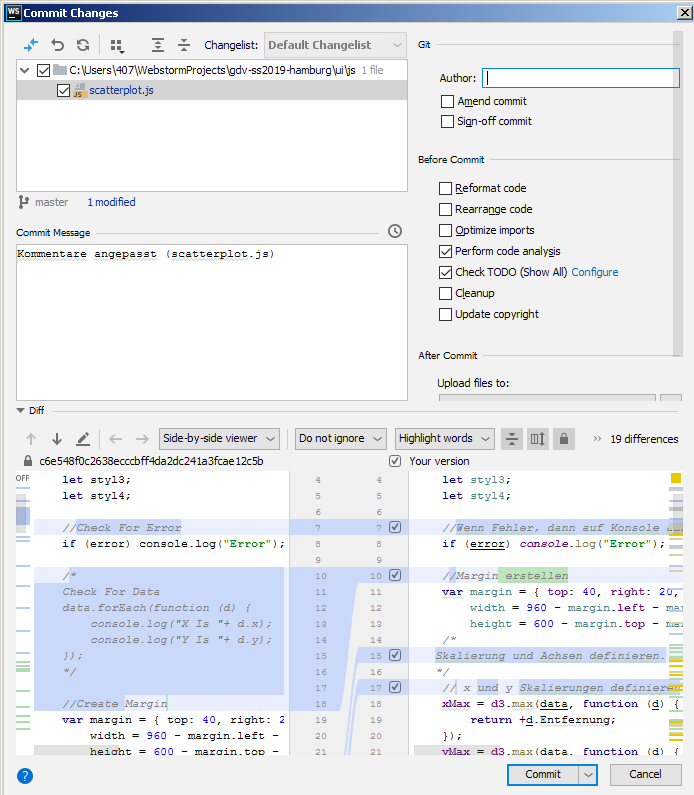 WS Commit Changes
Changelist: Default Changelist
C:\Users\407\WebstormProjects\gdv-ss2019-hamburg\ui\js 1 file
JS scatterplot.js
master 1 modified
Commit Message
Kommentare angepasst (scatterplot.js)
Git
Author:
Amend commit
Sign-off commit
Before Commit
Reformat code
Rearrange code
Optimize imports
Perform code analysis
Check TODO (Show All) Configure
Cleanup
Update copyright
After Commit
Upload files to:
Diff
Side-by-side viewer Do not ignore Highlight words >> 19 differences
c6e548f0c2638ecccbff4da2dc241a3fcae12c5b
Your version
OFF
let styl3;
let styl4;
//Check For Error
if (error) console.log("Error");
/*
Check For Data
data.forEach(function (d) {
console.log("X Is "+ d.x);
console.log("Y Is "+ d.y);
});
*/
//Create Margin
var margin = { top: 40, right: 2
width = 960 - margin.left -
height = 600 - margin.top -
4 4
5 5
6 6
7 7
8 8
9 9
10 10
11 11
12 12
13 13
14 14
15 15
16 16
17 17
18 18
19 19
20 20
21 21
let styl3;
let styl4;
//Wenn Fehler, dann auf Konsole
if (error) console.log("Error");
//Margin erstellen
var margin = { top: 40, right: 20,
width = 960 - margin.left - ma
height = 600 - margin.top - ma
/*
Skalierung und Achsen definieren.
*/
// x und y Skalierungen definieren
xMax = d3.max(data, function (d) {
return +d.Entfernung;
});
yMax = d3.max(data, function (d) {
? Commit Cancel